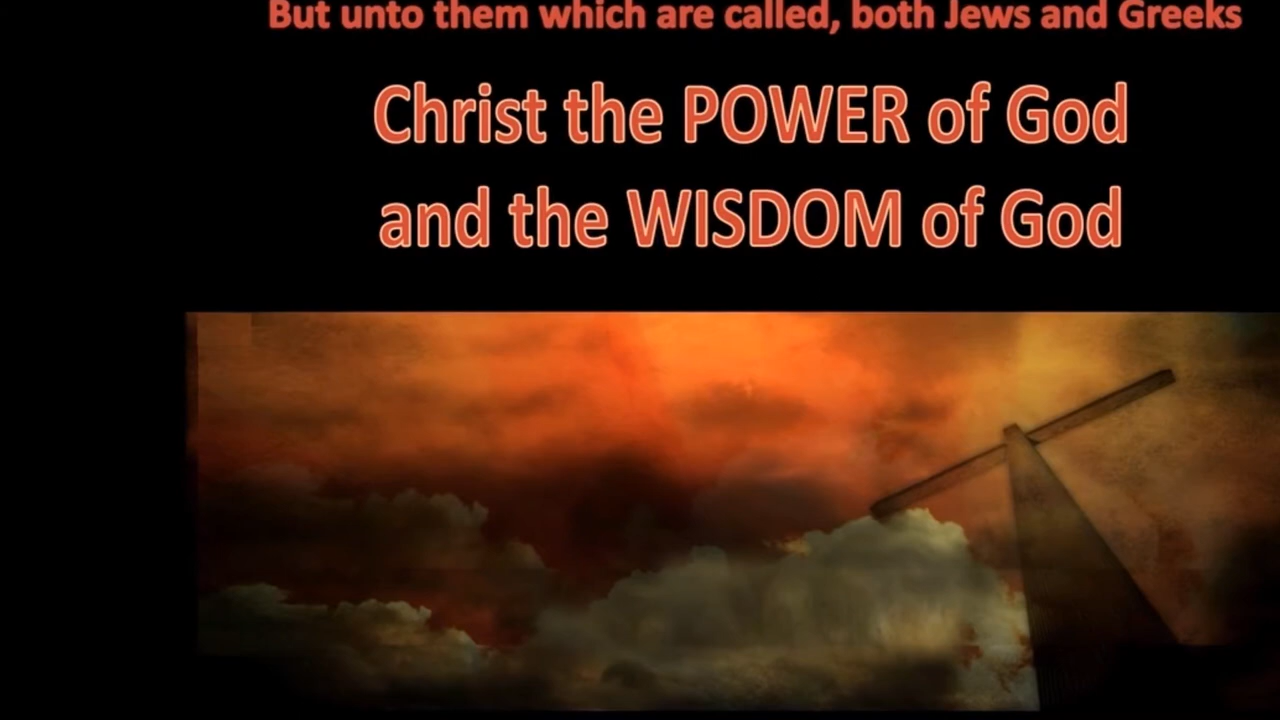 But unto them which are called, both Jews and Greeks
Christ the POWER of God
and the WISDOM of God